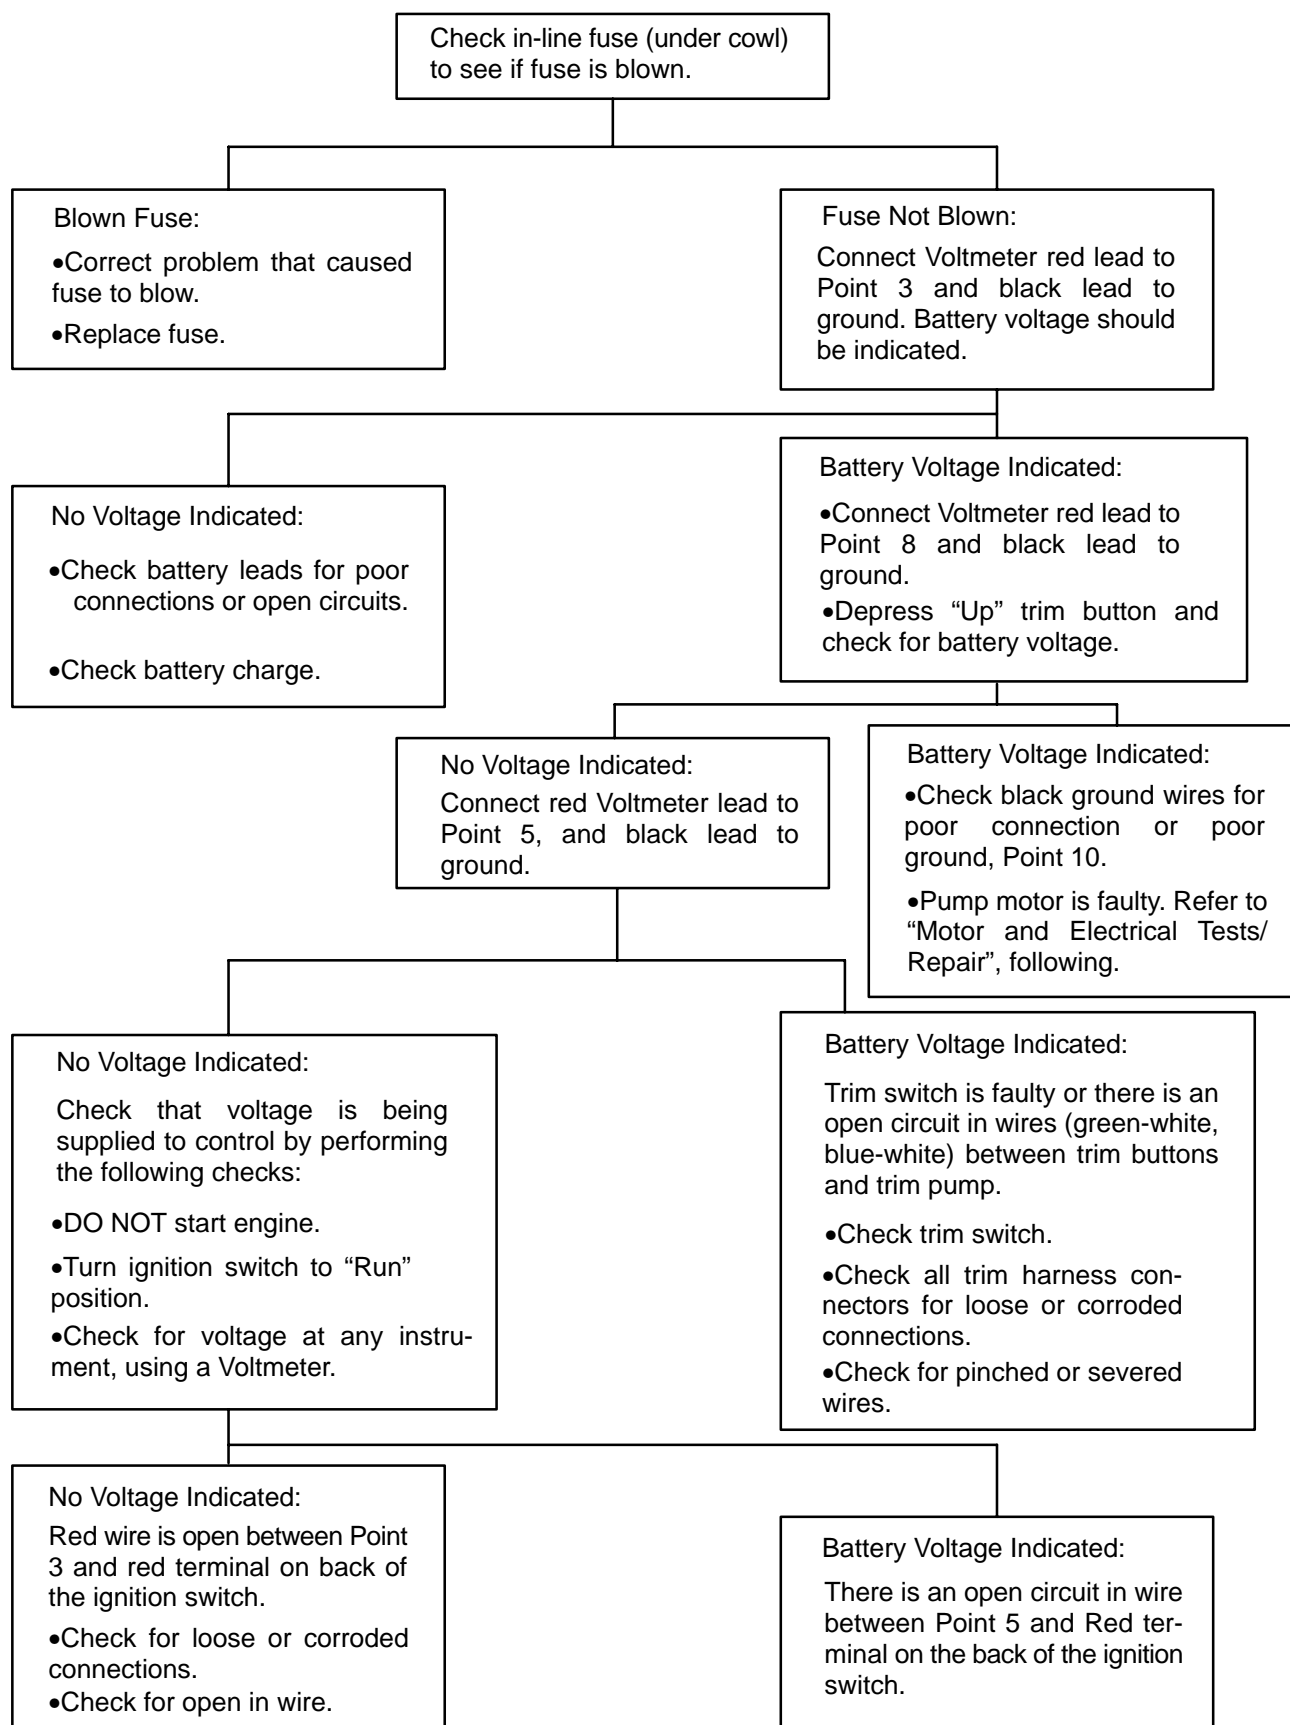 Check in-line fuse (under cowl)
to see if fuse is blown.
Blown Fuse:
•Correct problem that caused
fuse to blow.
•Replace fuse.
Fuse Not Blown:
Connect Voltmeter red lead to
Point 3 and black lead to
ground. Battery voltage should
be indicated.
No Voltage Indicated:
•Check battery leads for poor
connections or open circuits.
•Check battery charge.
Battery Voltage Indicated:
•Connect Voltmeter red lead to
Point 8 and black lead to
ground.
•Depress “Up” trim button and
check for battery voltage.
No Voltage Indicated:
Connect red Voltmeter lead to
Point 5, and black lead to
ground.
Battery Voltage Indicated:
•Check black ground wires for
poor connection or poor
ground, Point 10.
•Pump motor is faulty. Refer to
“Motor and Electrical Tests/
Repair”, following.
No Voltage Indicated:
Check that voltage is being
supplied to control by performing
the following checks:
•DO NOT start engine.
•Turn ignition switch to “Run”
position.
•Check for voltage at any instru-
ment, using a Voltmeter.
Battery Voltage Indicated:
Trim switch is faulty or there is an
open circuit in wires (green-white,
blue-white) between trim buttons
and trim pump.
•Check trim switch.
•Check all trim harness con-
nectors for loose or corroded
connections.
•Check for pinched or severed
wires.
No Voltage Indicated:
Red wire is open between Point
3 and red terminal on back of
the ignition switch.
•Check for loose or corroded
connections.
•Check for open in wire.
Battery Voltage Indicated:
There is an open circuit in wire
between Point 5 and Red ter-
minal on the back of the ignition
switch.